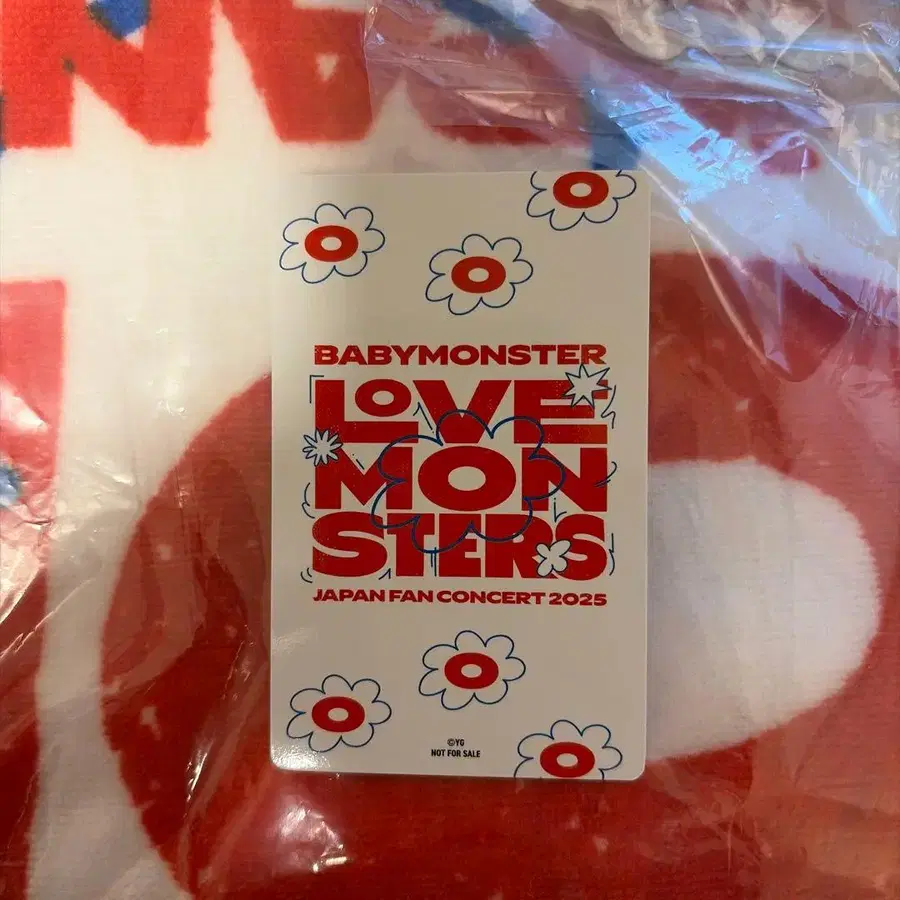 BABYMONSTER
LOVE
MON
STERS
JAPAN FAN CONCERT 2025
©YG
NOT FOR SALE